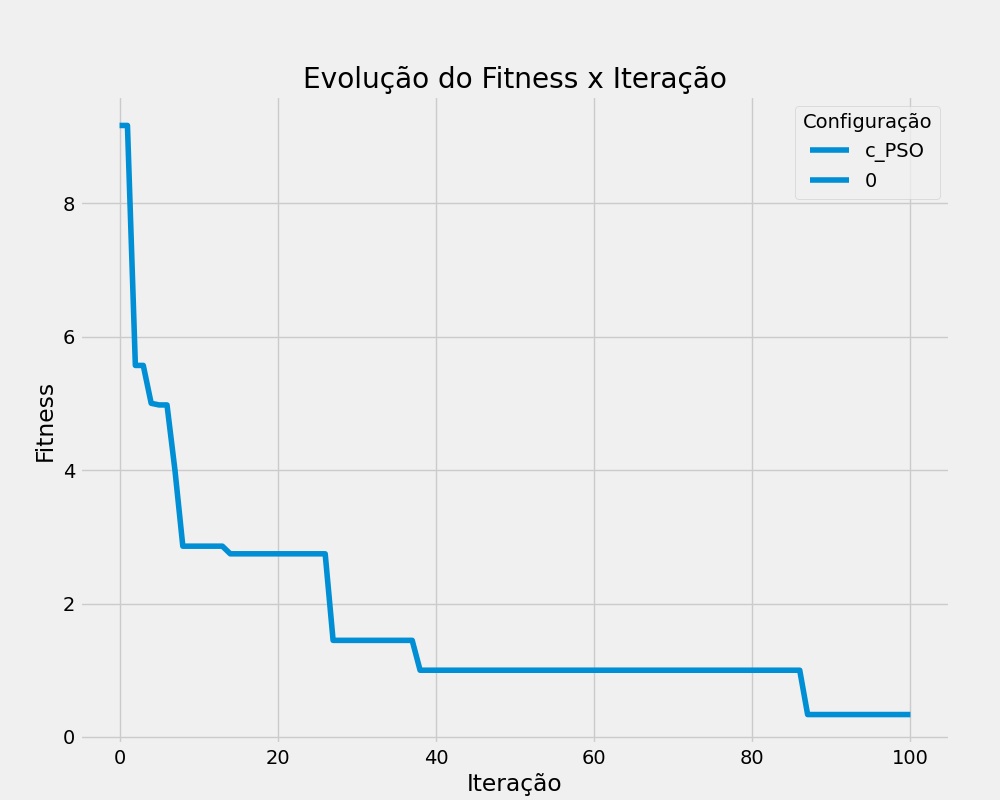 Evolução do Fitness x Iteração
Configuração
c_PSO
0
Fitness
8
6
4
2
0
0 20 40 60 80 100
Iteração